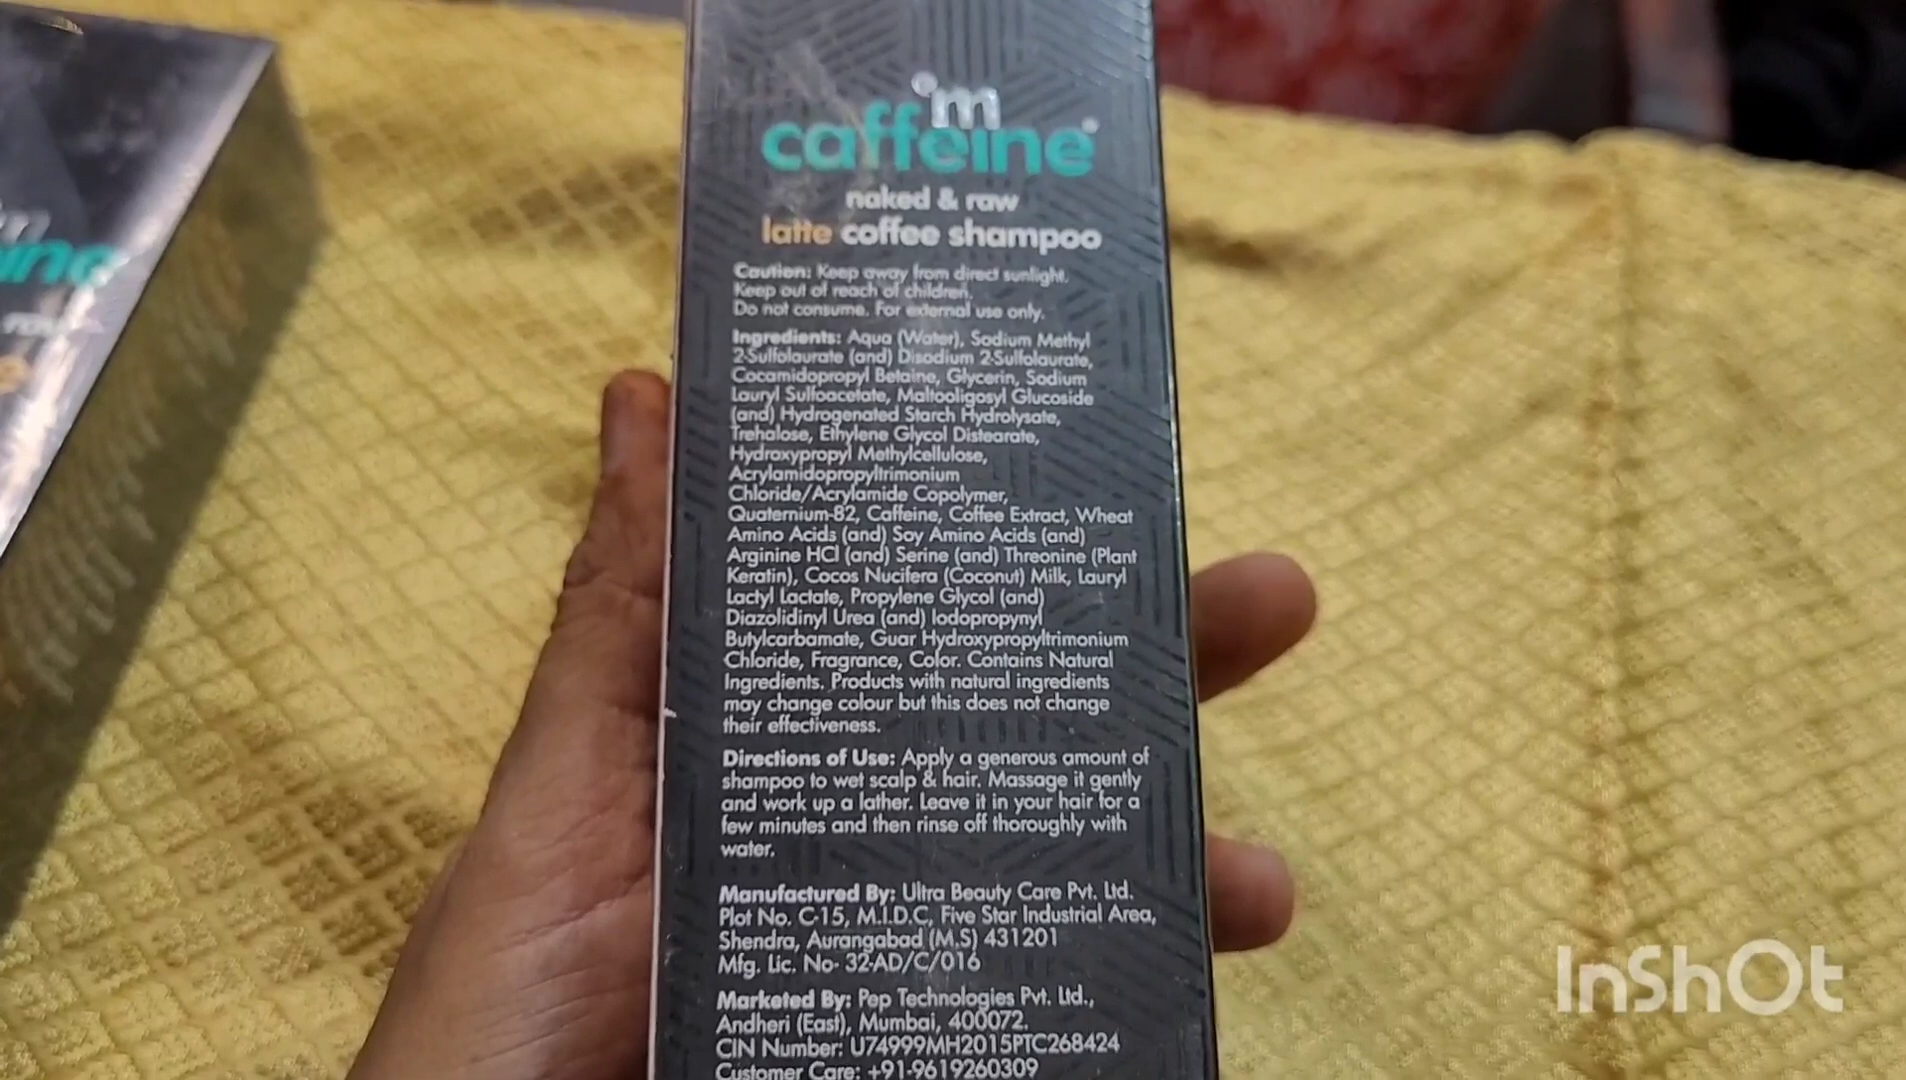 m
caffeine
naked & raw
latte coffee shampoo
Caution: Keep away from direct sunlight.
Keep out of reach of children.
Do not consume. For external use only.
Ingredients: Aqua (Water), Sodium Methyl
2-Sulfolaurate (and) Disodium 2-Sulfolaurate,
Cocamidopropyl Betaine, Glycerin, Sodium
Lauryl Sulfoacetate, Maltooligosyl Glucoside
(and) Hydrogenated Starch Hydrolysate,
Trehalose, Ethylene Glycol Distearate,
Hydroxypropyl Methylcellulose,
Acrylamidopropyltrimonium
Chloride/Acrylamide Copolymer,
Quaternium-82, Caffeine, Coffee Extract, Wheat
Amino Acids (and) Soy Amino Acids (and)
Arginine HCl (and) Serine (and) Threonine (Plant
Keratin), Cocos Nucifera (Coconut) Milk, Lauryl
Lactyl Lactate, Propylene Glycol (and)
Diazolidinyl Urea (and) Iodopropynyl
Butylcarbamate, Guar Hydroxypropyltrimonium
Chloride, Fragrance, Color. Contains Natural
Ingredients. Products with natural ingredients
may change colour but this does not change
their effectiveness.
Directions of Use: Apply a generous amount of
shampoo to wet scalp & hair. Massage it gently
and work up a lather. Leave it in your hair for a
few minutes and then rinse off thoroughly with
water.
Manufactured By: Ultra Beauty Care Pvt. Ltd.
Plot No. C-15, M.I.D.C, Five Star Industrial Area,
Shendra, Aurangabad (M.S) 431201
Mfg. Lic. No- 32-AD/C/016
Marketed By: Pep Technologies Pvt. Ltd.,
Andheri (East), Mumbai, 400072.
CIN Number: U74999MH2015PTC268424
Customer Care: +91-9619260309
InShOt